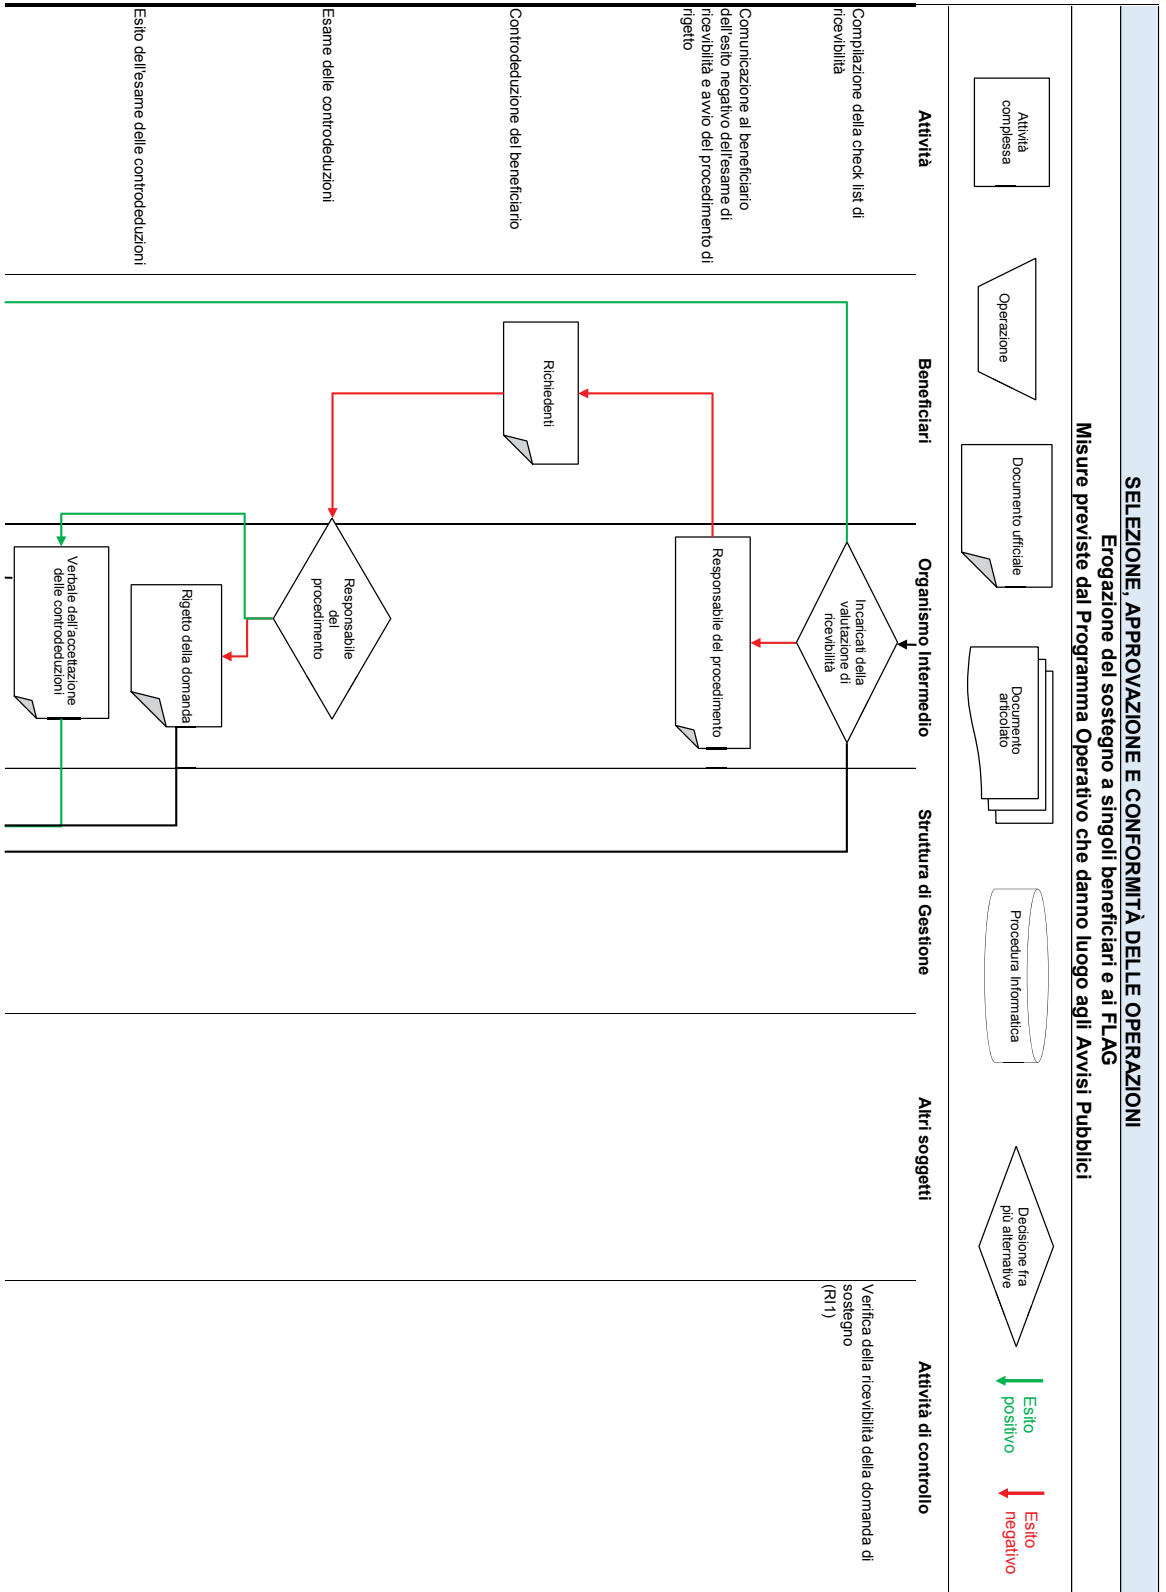 SELEZIONE, APPROVAZIONE E CONFORMITÀ DELLE OPERAZIONI
Erogazione del sostegno a singoli beneficiari e ai FLAG
Misure previste dal Programma Operativo che danno luogo agli Avvisi Pubblici
Attività
complessa
Operazione
Documento ufficiale
Documento
articolato
Procedura Informatica
Decisione fra
più alternative
Esito
positivo
Esito
negativo
Attività
Beneficiari
Organismo Intermedio
Struttura di Gestione
Altri soggetti
Attività di controllo
Compilazione della check list di
ricevibilità
Incaricati della
valutazione di
ricevibilità
Verifica della ricevibilità della domanda di
sostegno
(RI1)
Comunicazione al beneficiario
dell'esito negativo dell'esame di
ricevibilità e avvio del procedimento di
rigetto
Responsabile del procedimento
Controdeduzione del beneficiario
Richiedenti
Esame delle controdeduzioni
Responsabile
del
procedimento
Esito dell'esame delle controdeduzioni
Rigetto della domanda
Verbale dell'accettazione
delle controdeduzioni